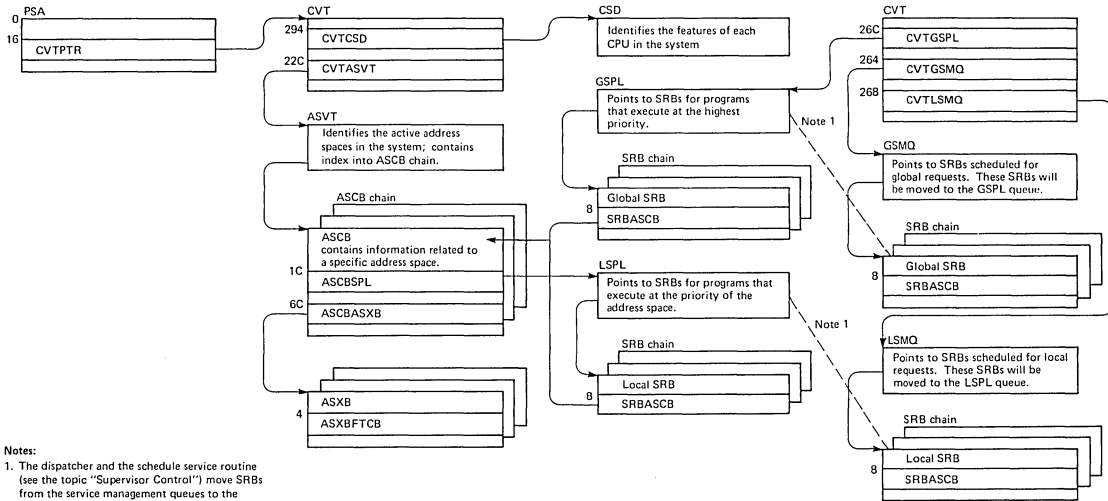 PSA
0
16
CVTPTR
CVT
294
CVTCSD
22C
CVTASVT
ASVT
Identifies the active address
spaces in the system; contains
index into ASCB chain.
ASCB chain
ASCB
contains information related to
a specific address space.
1C
ASCBSPL
6C
ASCBASXB
ASXB
4
ASXBFTCB
CSD
Identifies the features of each
CPU in the system
GSPL
Points to SRBs for programs
that execute at the highest
priority.
Note 1
SRB chain
Global SRB
8
SRBASCB
LSPL
Points to SRBs for programs that
execute at the priority of the
address space.
Note 1
SRB chain
Local SRB
8
SRBASCB
CVT
26C
CVTGSPL
264
CVTGSMQ
268
CVTLSMQ
GSMQ
Points to SRBs scheduled for
global requests. These SRBs will
be moved to the GSPL queue.
SRB chain
Global SRB
8
SRBASCB
LSMQ
Points to SRBs scheduled for local
requests. These SRBs will be
moved to the LSPL queue.
SRB chain
Local SRB
8
SRBASCB
Notes:
1. The dispatcher and the schedule service routine
(see the topic "Supervisor Control") move SRBs
from the service management queues to the